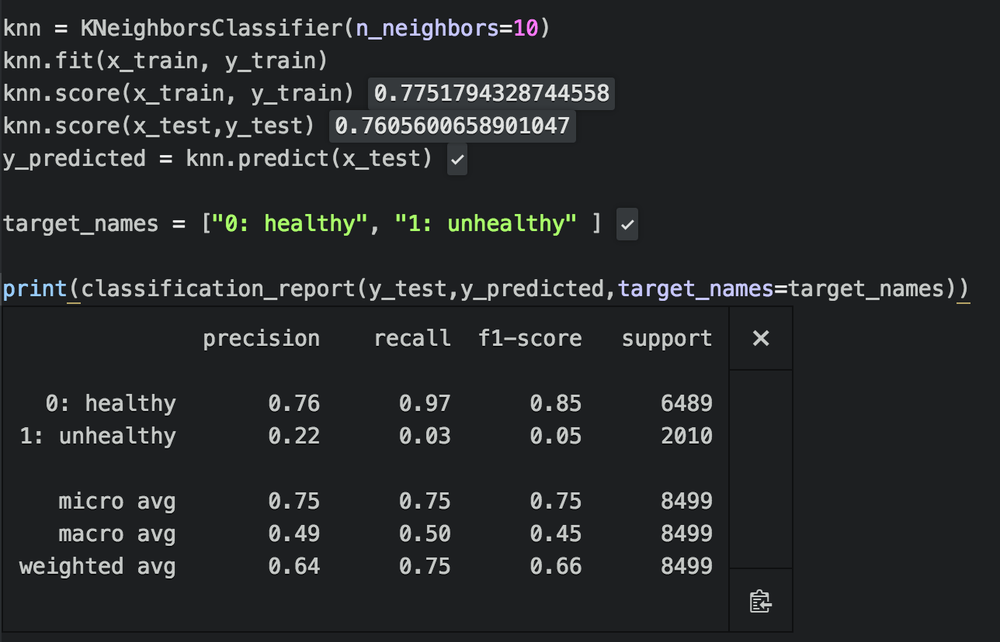 knn = KNeighborsClassifier(n_neighbors=10)
knn.fit(x_train, y_train)
knn.score(x_train, y_train) 0.7751794328744558
knn.score(x_test,y_test) 0.7605600658901047
y_predicted = knn.predict(x_test) ✓
target_names = ["0: healthy", "1: unhealthy" ] ✓
print(classification_report(y_test,y_predicted,target_names=target_names))
precision recall f1-score support ×
0: healthy 0.76 0.97 0.85 6489
1: unhealthy 0.22 0.03 0.05 2010
micro avg 0.75 0.75 0.75 8499
macro avg 0.49 0.50 0.45 8499
weighted avg 0.64 0.75 0.66 8499